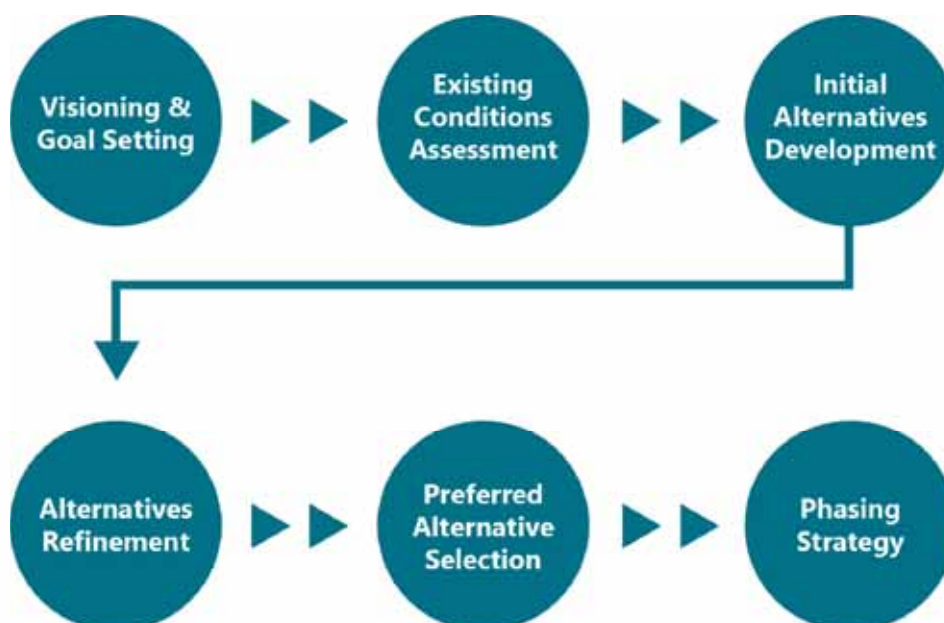 Visioning &
Goal Setting
Existing
Conditions
Assessment
Initial
Alternatives
Development
Alternatives
Refinement
Preferred
Alternative
Selection
Phasing
Strategy